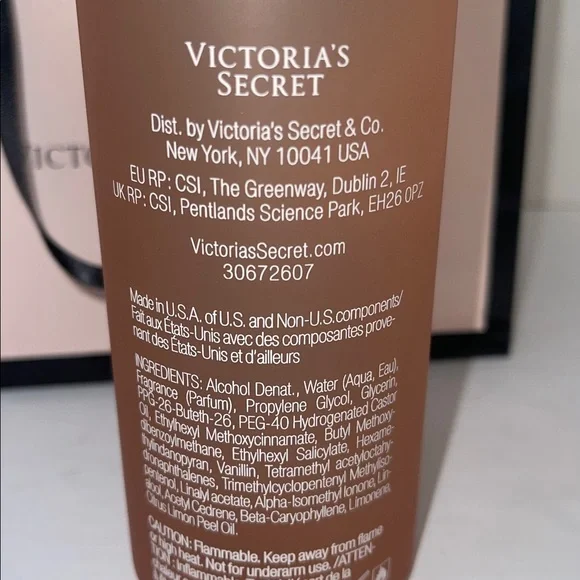 VICTORIA'S
SECRET
Dist. by Victoria's Secret & Co.
New York, NY 10041 USA
EU RP: CSI, The Greenway, Dublin 2, IE
UK RP: CSI, Pentlands Science Park, EH26 0PZ
VictoriasSecret.com
30672607
Made in U.S.A. of U.S. and Non-U.S. components/
Fait aux États-Unis avec des composantes prove-
nant des États-Unis et d'ailleurs
INGREDIENTS: Alcohol Denat., Water (Aqua, Eau),
Fragrance (Parfum), Propylene Glycol, Glycerin,
PPG-26-Buteth-26, PEG-40 Hydrogenated Castor
Oil, Ethylhexyl Methoxycinnamate, Butyl Methoxy-
dibenzoylmethane, Ethylhexyl Salicylate, Hexame-
thylindanopyran, Vanillin, Tetramethyl acetyloctahy-
dronaphthalenes, Trimethylcyclopentenyl Methyliso-
pentenol, Linalyl acetate, Alpha-Isomethyl Ionone, Lin-
alool, Acetyl Cedrene, Beta-Caryophyllene, Limonene,
Citrus Limon Peel Oil.
CAUTION: Flammable. Keep away from flame
or high heat. Not for underarm use. /ATTEN-
TION : Inflammable.
VICTO